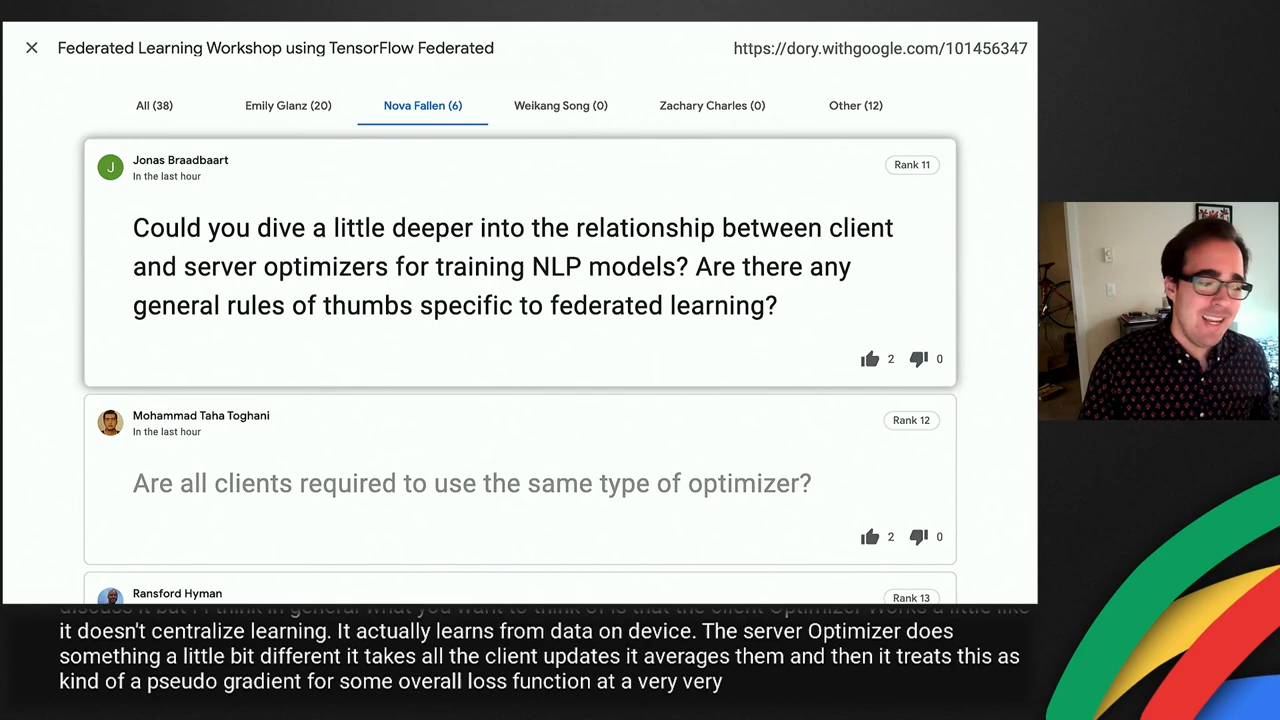 Federated Learning Workshop using TensorFlow Federated
https://dory.withgoogle.com/101456347
All (38)
Emily Glanz (20)
Nova Fallen (6)
Weikang Song (0)
Zachary Charles (0)
Other (12)
J
Jonas Braadbaart
In the last hour
Rank 11
Could you dive a little deeper into the relationship between client
and server optimizers for training NLP models? Are there any
general rules of thumbs specific to federated learning?
2
0
Mohammad Taha Toghani
In the last hour
Rank 12
Are all clients required to use the same type of optimizer?
2
0
Ransford Hyman
Rank 13
it doesn't centralize learning. It actually learns from data on device. The server Optimizer does
something a little bit different it takes all the client updates it averages them and then it treats this as
kind of a pseudo gradient for some overall loss function at a very very